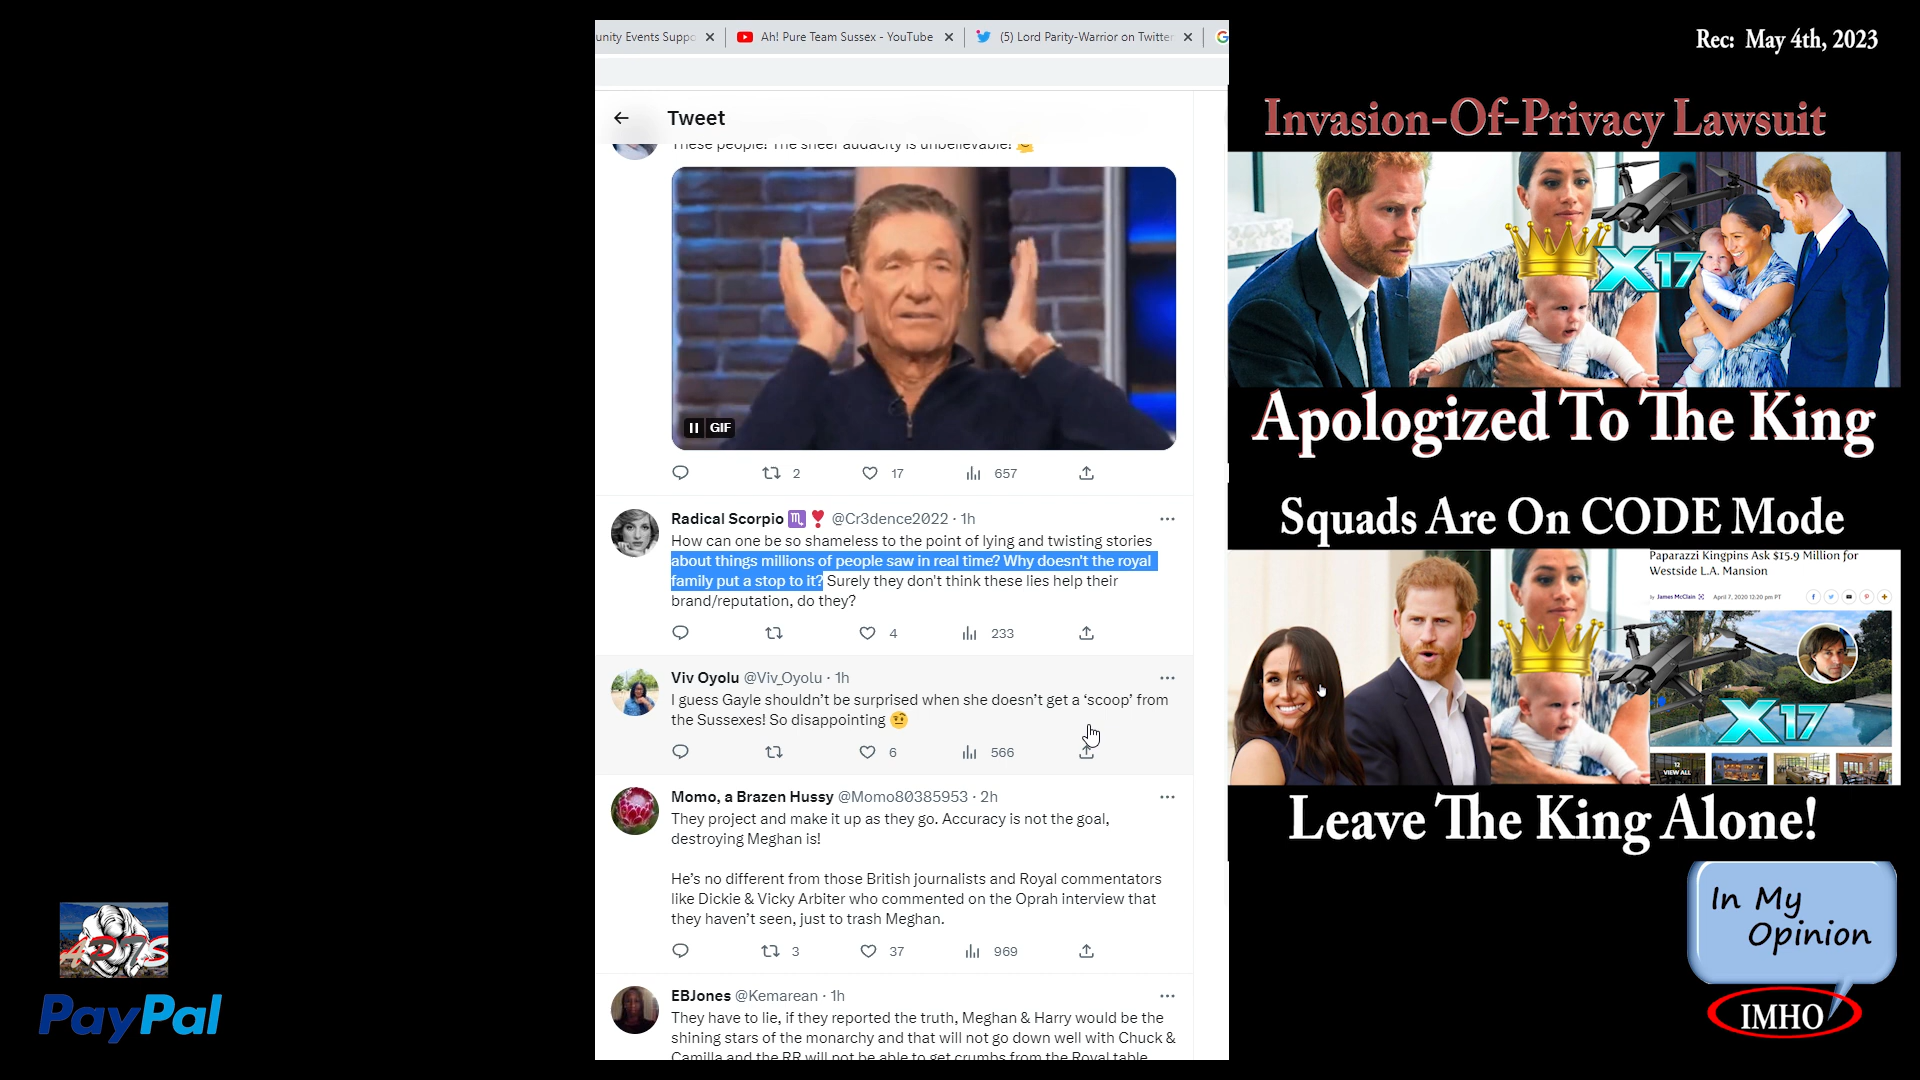 unity Events Suppo
Ah! Pure Team Sussex - YouTube
(5) Lord Parity-Warrior on Twitter
Rec: May 4th, 2023
Tweet
These people! The sheer audacity is unbelievable!
GIF
2 17 657
Radical Scorpio @Cr3dence2022 · 1h
How can one be so shameless to the point of lying and twisting stories
about things millions of people saw in real time? Why doesn't the royal
family put a stop to it? Surely they don't think these lies help their
brand/reputation, do they?
4 233
Viv Oyolu @Viv_Oyolu · 1h
I guess Gayle shouldn’t be surprised when she doesn’t get a ‘scoop’ from
the Sussexes! So disappointing
6 566
Momo, a Brazen Hussy @Momo80385953 · 2h
They project and make it up as they go. Accuracy is not the goal,
destroying Meghan is!
He’s no different from those British journalists and Royal commentators
like Dickie & Vicky Arbiter who commented on the Oprah interview that
they haven’t seen, just to trash Meghan.
3 37 969
EBJones @Kemarean · 1h
They have to lie, if they reported the truth, Meghan & Harry would be the
shining stars of the monarchy and that will not go down well with Chuck &
Camilla and the RR will not be able to get crumbs from the Royal table
Invasion-Of-Privacy Lawsuit
X17
Apologized To The King
Squads Are On CODE Mode
Paparazzi Kingpins Ask $15.9 Million for
Westside L.A. Mansion
by James McClain April 7, 2020 12:20 pm PT
X17
12
VIEW ALL
Leave The King Alone!
In My
Opinion
IMHO
PayPal